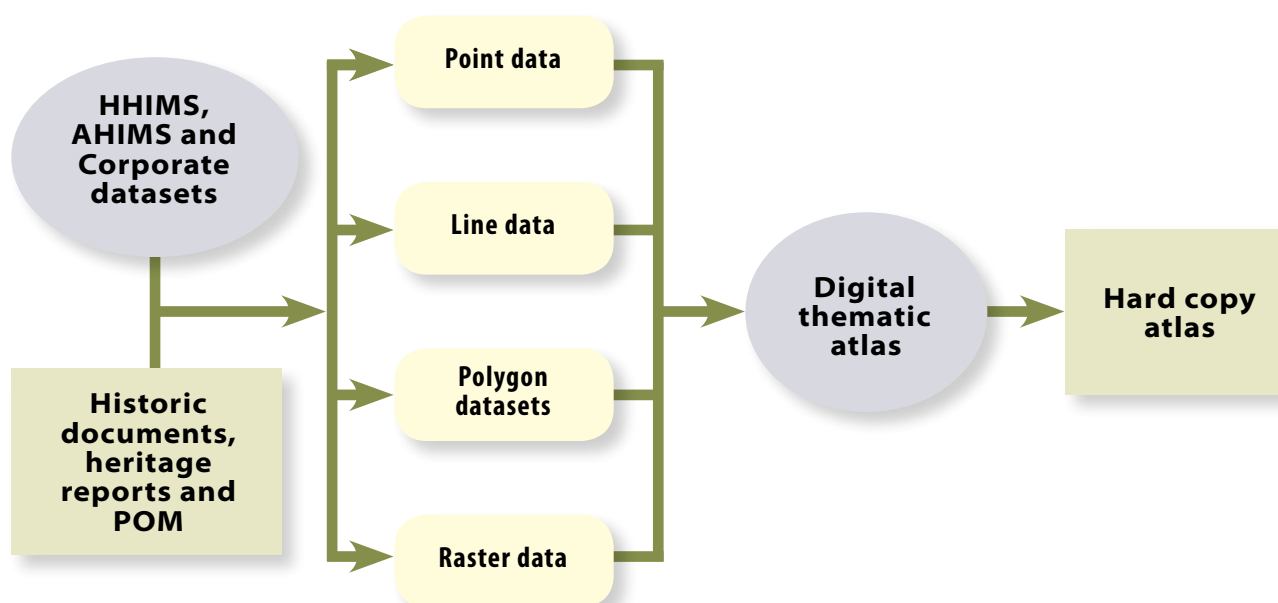 HHIMS,
AHIMS and
Corporate
datasets
Historic
documents,
heritage
reports and
POM
Point data
Line data
Polygon
datasets
Raster data
Digital
thematic
atlas
Hard copy
atlas